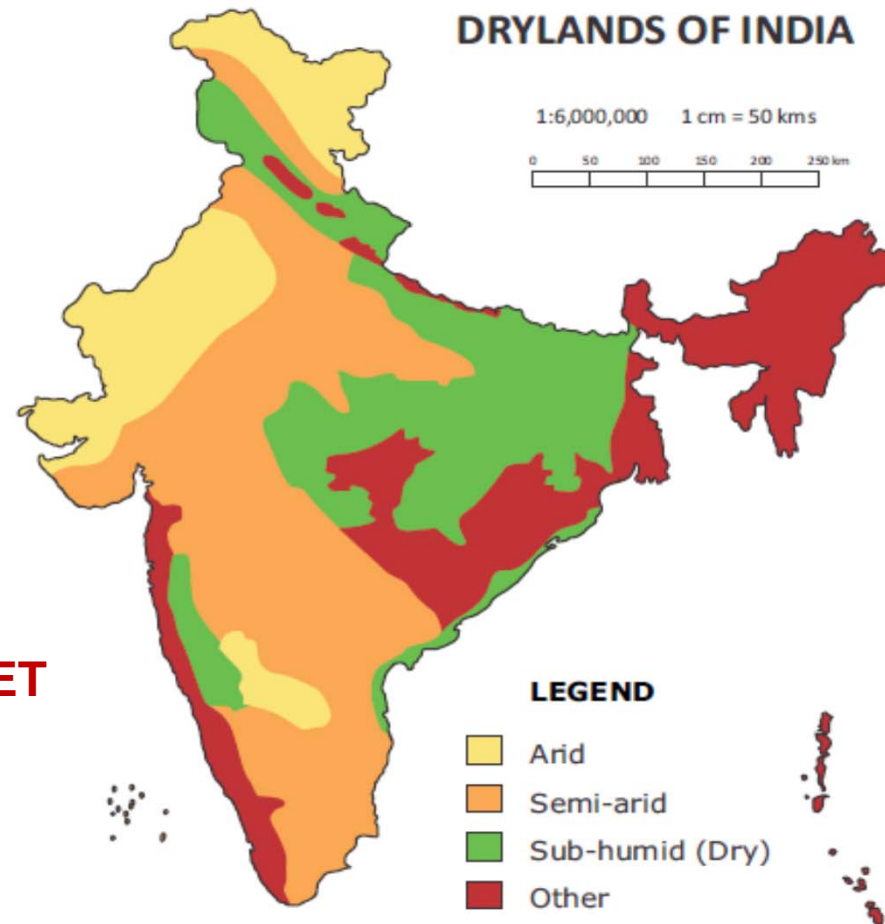 DRYLANDS OF INDIA
1:6,000,000 1 cm = 50 kms
0 50 100 150 200 250 km
ET
LEGEND
Arid
Semi-arid
Sub-humid (Dry)
Other